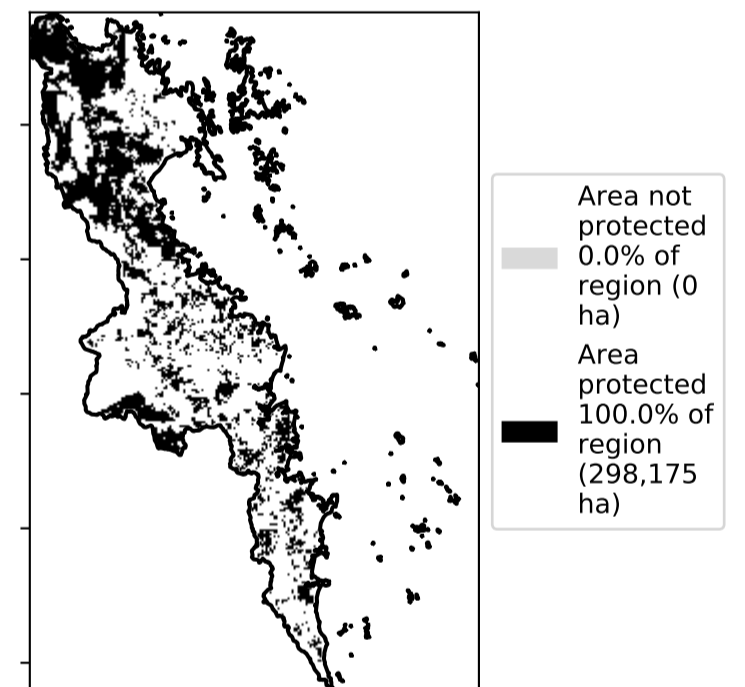 Area not
protected
0.0% of
region (0
ha)
Area
protected
100.0% of
region
(298,175
ha)